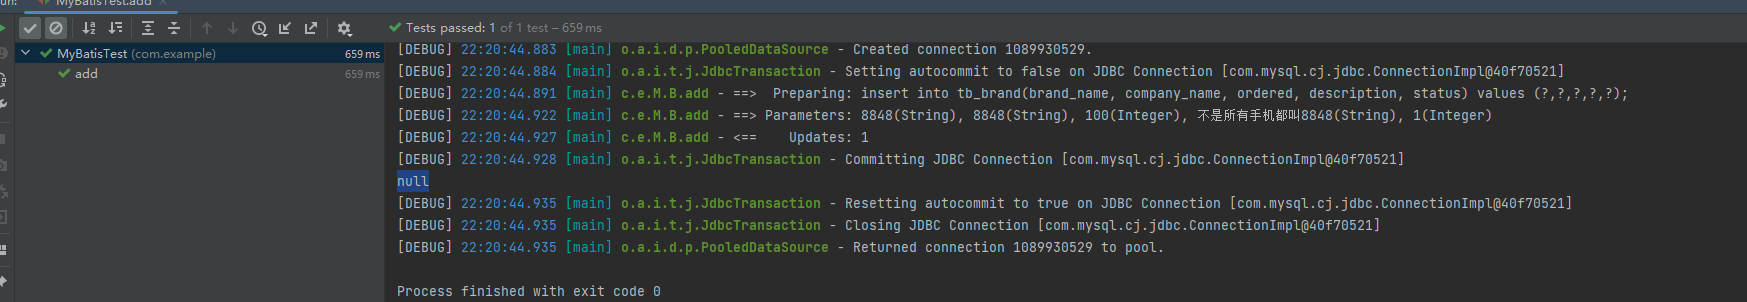 un:
MyBatisTest.add ×
Tests passed: 1 of 1 test – 659 ms
MyBatisTest (com.example) 659 ms
add 659 ms
[DEBUG] 22:20:44.883 [main] o.a.i.d.p.PooledDataSource - Created connection 1089930529.
[DEBUG] 22:20:44.884 [main] o.a.i.t.j.JdbcTransaction - Setting autocommit to false on JDBC Connection [com.mysql.cj.jdbc.ConnectionImpl@40f70521]
[DEBUG] 22:20:44.891 [main] c.e.M.B.add - ==>  Preparing: insert into tb_brand(brand_name, company_name, ordered, description, status) values (?,?,?,?,?);
[DEBUG] 22:20:44.922 [main] c.e.M.B.add - ==> Parameters: 8848(String), 8848(String), 100(Integer), 不是所有手机都叫8848(String), 1(Integer)
[DEBUG] 22:20:44.927 [main] c.e.M.B.add - <==    Updates: 1
[DEBUG] 22:20:44.928 [main] o.a.i.t.j.JdbcTransaction - Committing JDBC Connection [com.mysql.cj.jdbc.ConnectionImpl@40f70521]
null
[DEBUG] 22:20:44.935 [main] o.a.i.t.j.JdbcTransaction - Resetting autocommit to true on JDBC Connection [com.mysql.cj.jdbc.ConnectionImpl@40f70521]
[DEBUG] 22:20:44.935 [main] o.a.i.t.j.JdbcTransaction - Closing JDBC Connection [com.mysql.cj.jdbc.ConnectionImpl@40f70521]
[DEBUG] 22:20:44.935 [main] o.a.i.d.p.PooledDataSource - Returned connection 1089930529 to pool.
Process finished with exit code 0